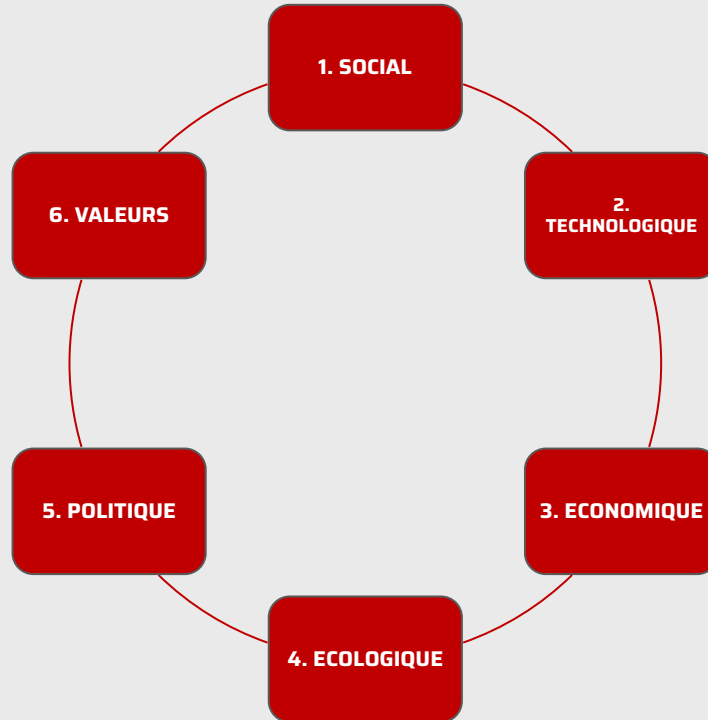 1. SOCIAL
2.
TECHNOLOGIQUE
3. ECONOMIQUE
4. ECOLOGIQUE
5. POLITIQUE
6. VALEURS